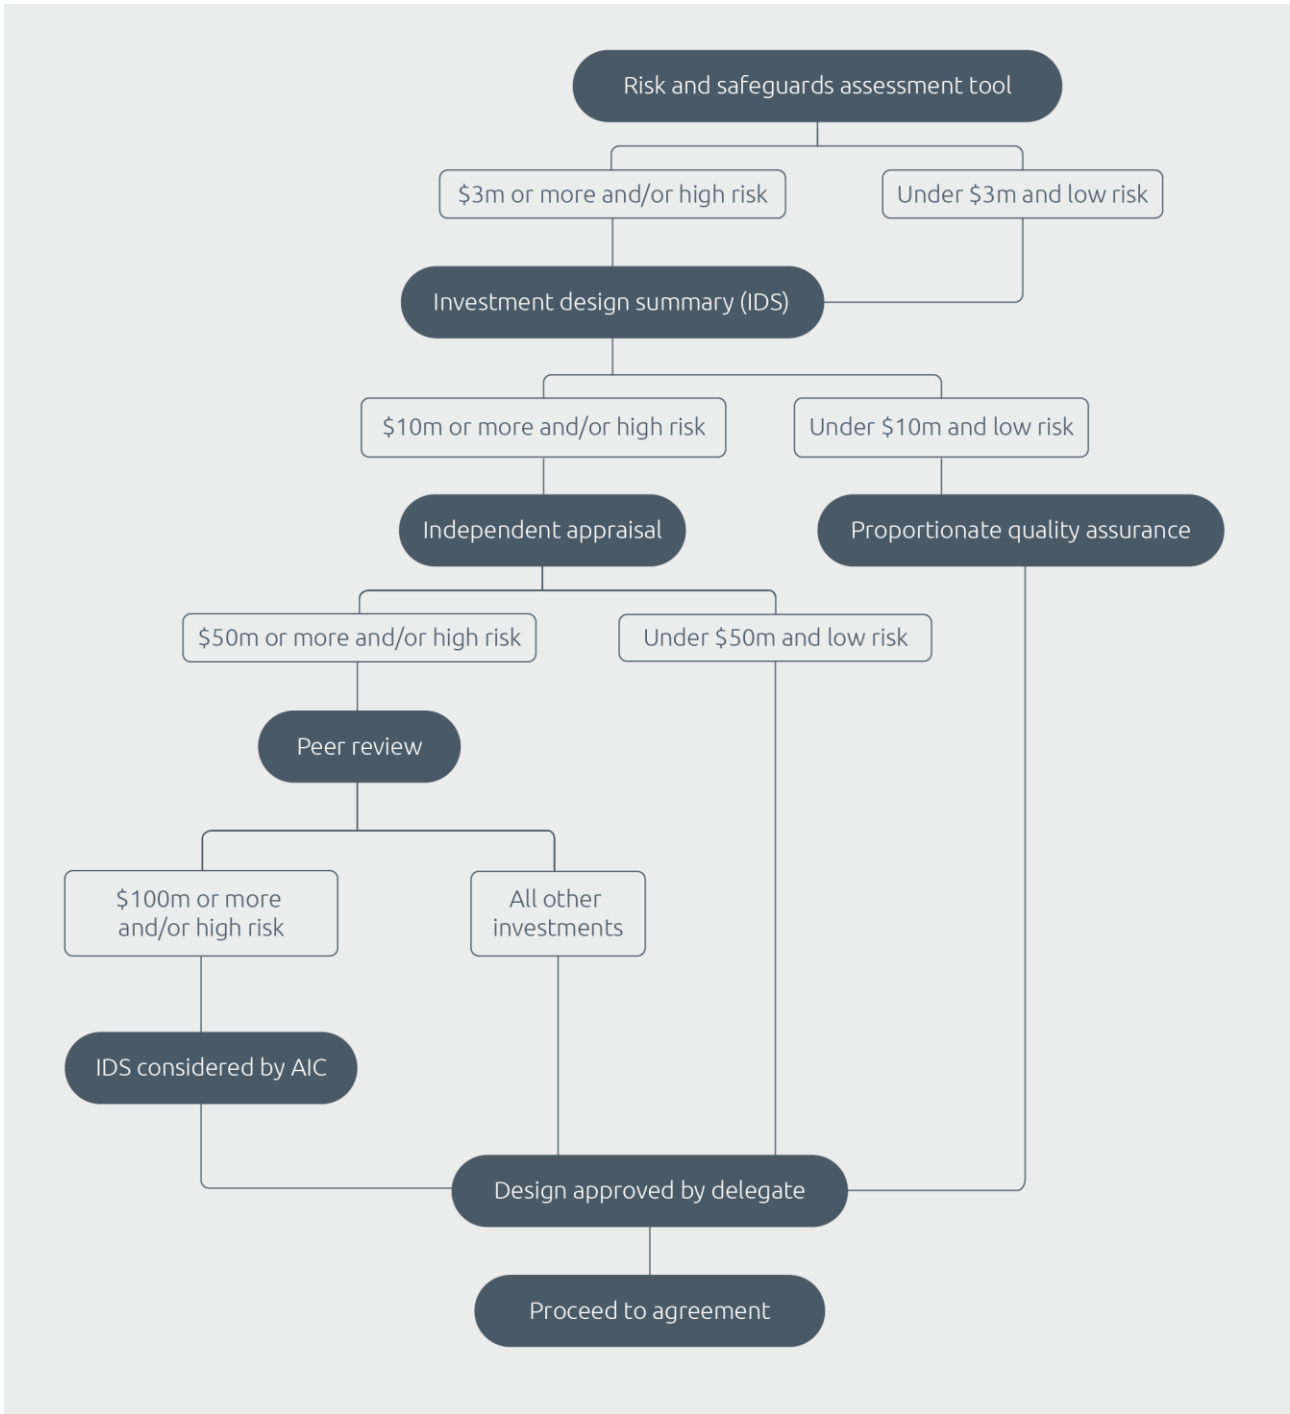 Risk and safeguards assessment tool
$3m or more and/or high risk
Under $3m and low risk
Investment design summary (IDS)
$10m or more and/or high risk
Under $10m and low risk
Independent appraisal
Proportionate quality assurance
$50m or more and/or high risk
Under $50m and low risk
Peer review
$100m or more
and/or high risk
All other
investments
IDS considered by AIC
Design approved by delegate
Proceed to agreement